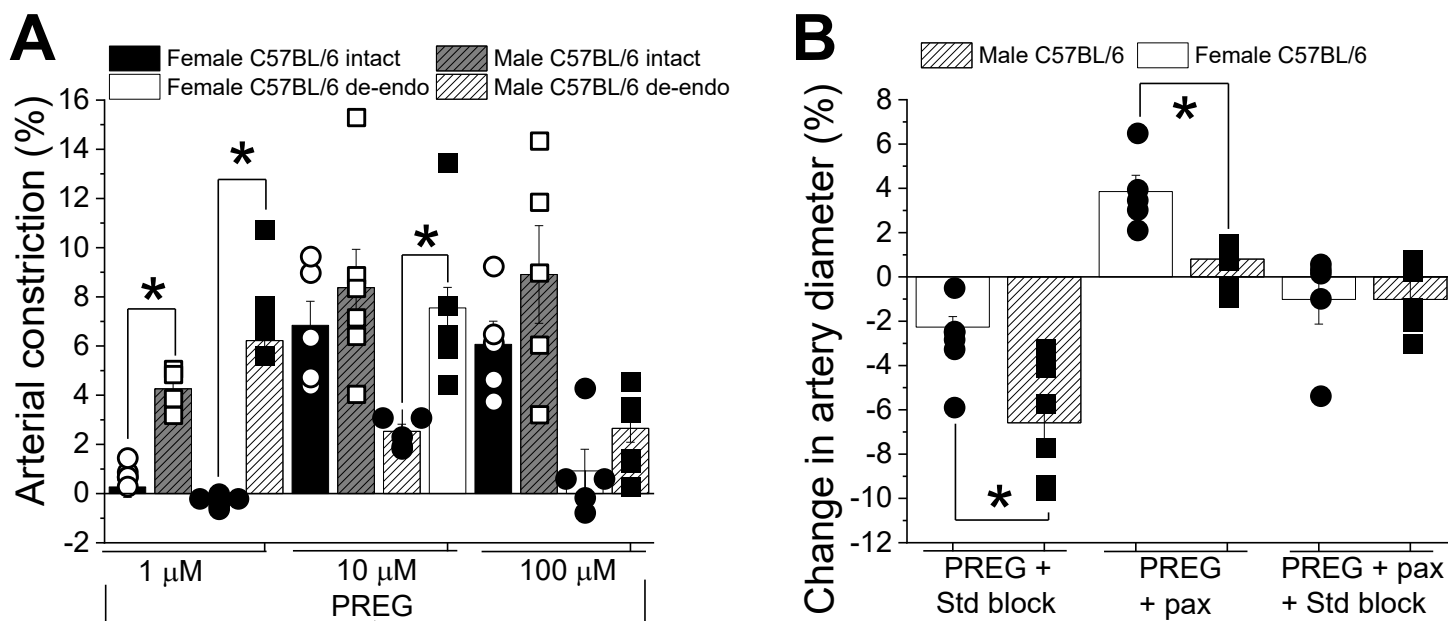 A
Female C57BL/6 intact
Male C57BL/6 intact
Female C57BL/6 de-endo
Male C57BL/6 de-endo
Arterial constriction (%)
16
14
12
10
8
6
4
2
0
-2
*
*
*
1 μM
10 μM
100 μM
PREG
B
Male C57BL/6
Female C57BL/6
Change in artery diameter (%)
8
6
4
2
0
-2
-4
-6
-8
-10
-12
*
*
PREG +
Std block
PREG
+ pax
PREG + pax
+ Std block